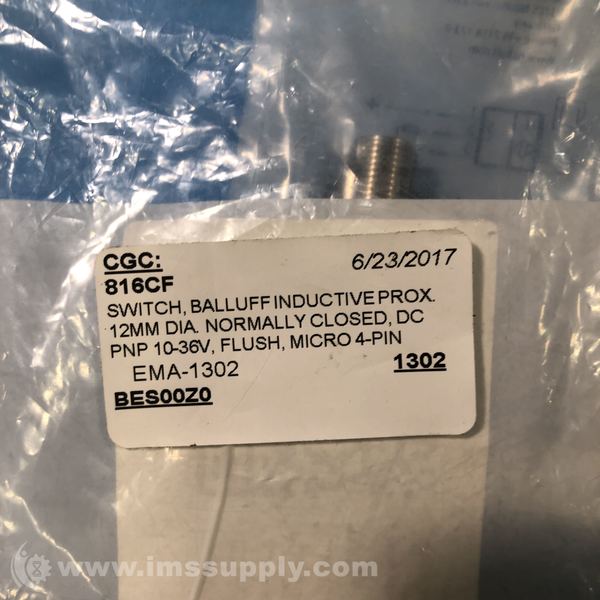 CGC: 6/23/2017
816CF
SWITCH, BALLUFF INDUCTIVE PROX.
12MM DIA. NORMALLY CLOSED, DC
PNP 10-36V, FLUSH, MICRO 4-PIN
EMA-1302 1302
BES00Z0
www.imssupply.com